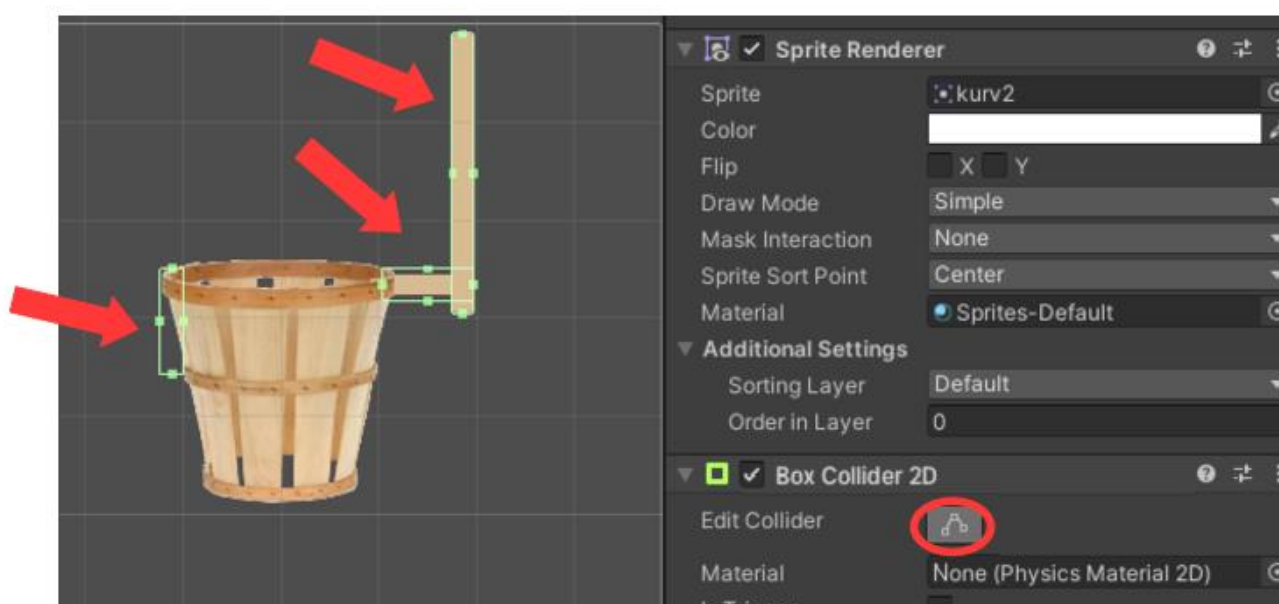 Sprite Renderer
Sprite kurv2
Color
Flip X Y
Draw Mode Simple
Mask Interaction None
Sprite Sort Point Center
Material Sprites-Default
Additional Settings
Sorting Layer Default
Order in Layer 0
Box Collider 2D
Edit Collider
Material None (Physics Material 2D)